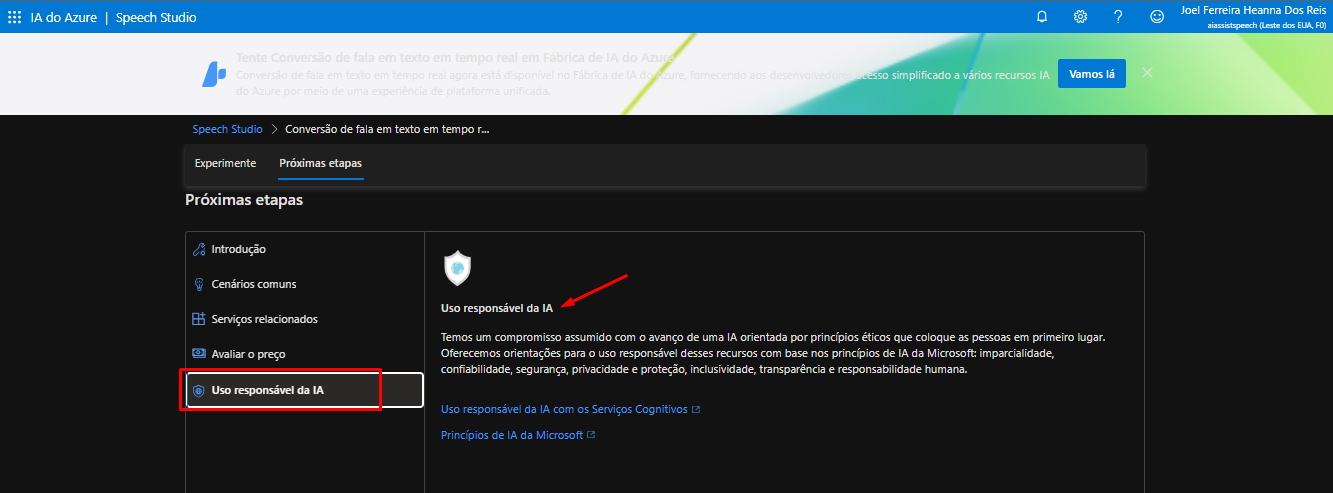 IA do Azure | Speech Studio
Joel Ferreira Heanna Dos Reis
aiassistspeech (Leste dos EUA, F0)
Tente Conversão de fala em texto em tempo real em Fábrica de IA do Azure
Conversão de fala em texto em tempo real agora está disponível no Fábrica de IA do Azure, fornecendo aos desenvolvedores acesso simplificado a vários recursos IA
do Azure por meio de uma experiência de plataforma unificada.
Vamos lá
Speech Studio > Conversão de fala em texto em tempo r...
Experimente
Próximas etapas
Próximas etapas
Introdução
Cenários comuns
Serviços relacionados
Avaliar o preço
Uso responsável da IA
Uso responsável da IA
Temos um compromisso assumido com o avanço de uma IA orientada por princípios éticos que coloque as pessoas em primeiro lugar.
Oferecemos orientações para o uso responsável desses recursos com base nos princípios de IA da Microsoft: imparcialidade,
confiabilidade, segurança, privacidade e proteção, inclusividade, transparência e responsabilidade humana.
Uso responsável da IA com os Serviços Cognitivos
Princípios de IA da Microsoft